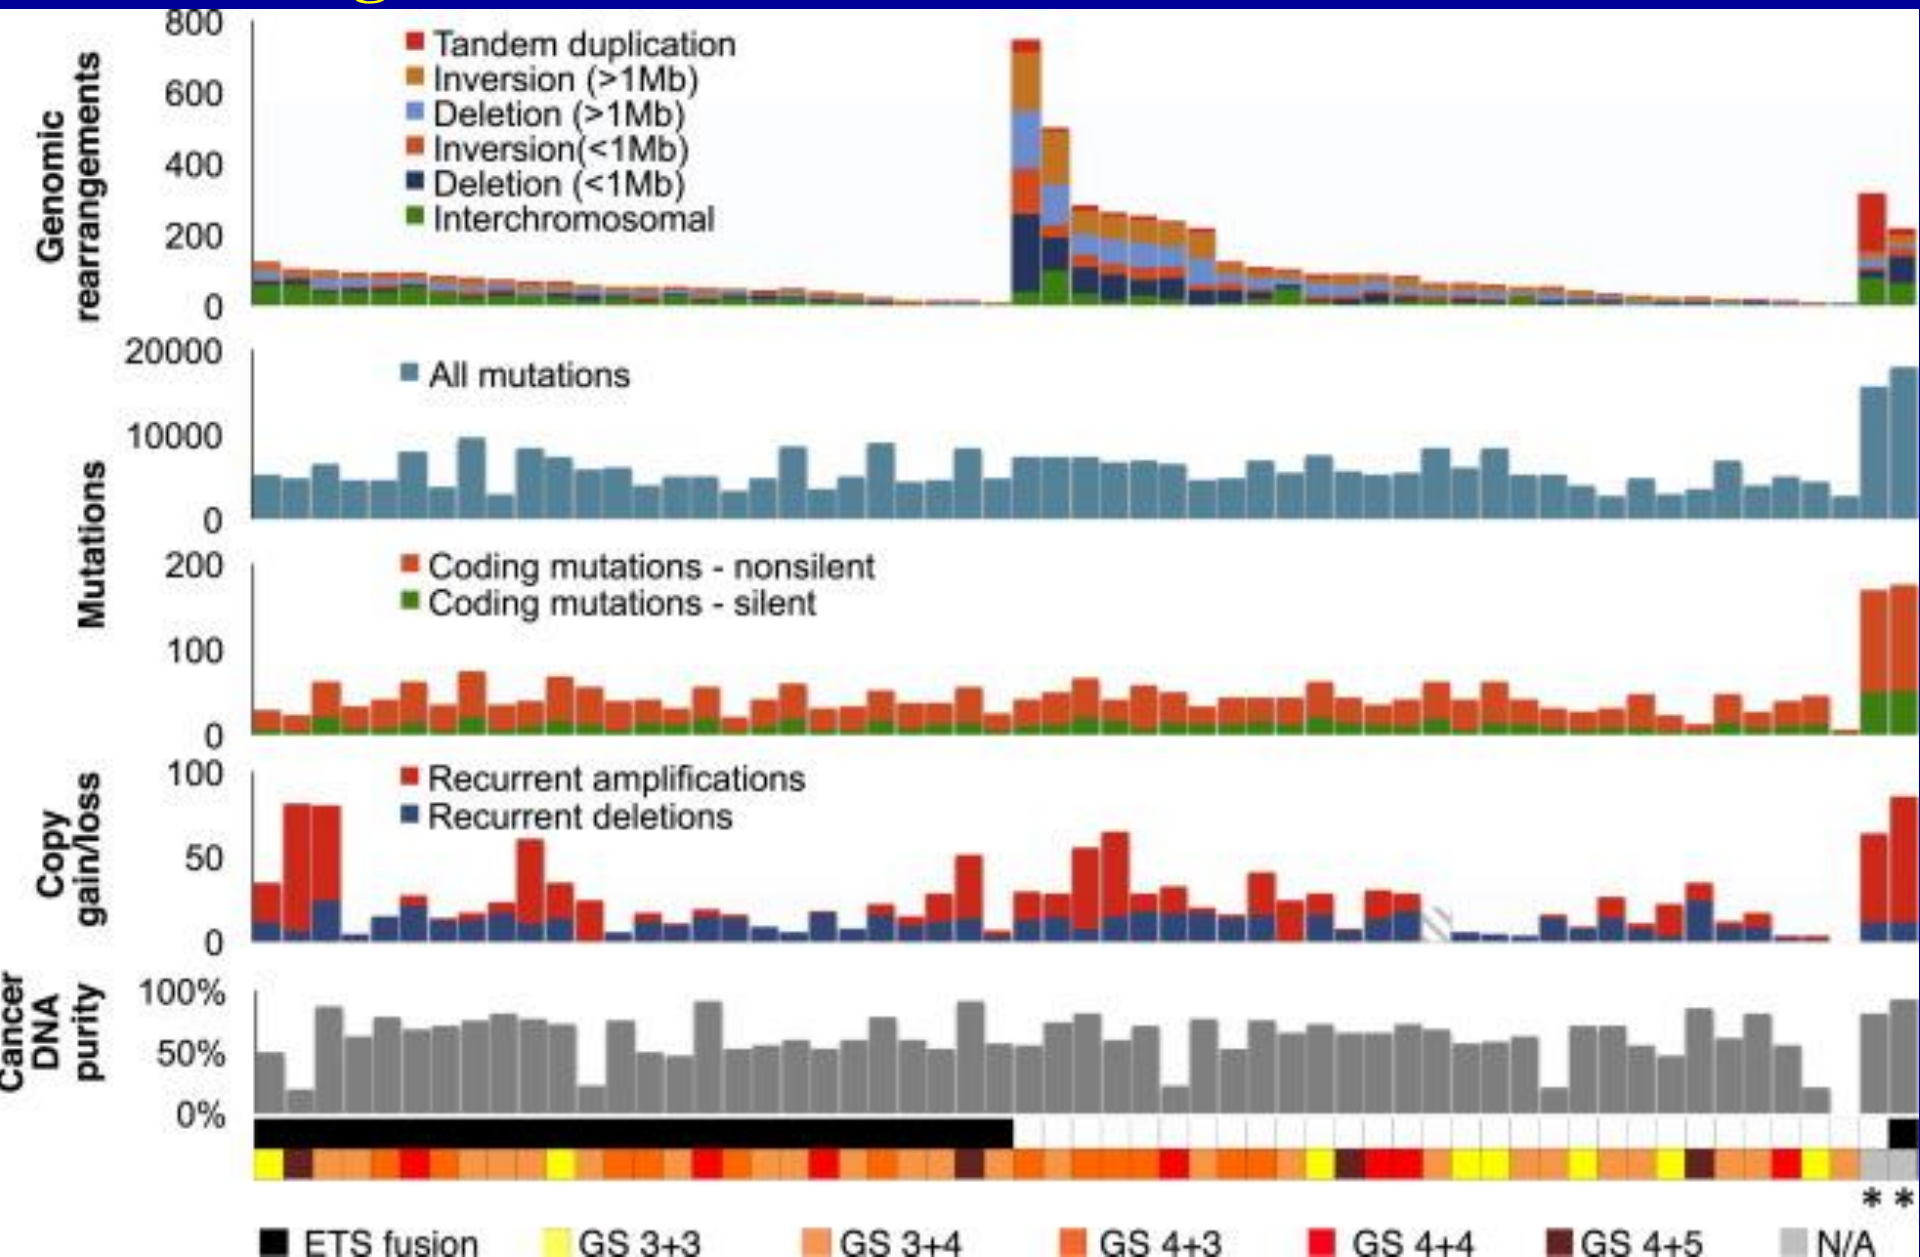 800
600
400
200
0
Genomic
rearrangements
Tandem duplication
Inversion (>1Mb)
Deletion (>1Mb)
Inversion(<1Mb)
Deletion (<1Mb)
Interchromosomal
20000
10000
0
All mutations
Mutations
200
100
0
Coding mutations - nonsilent
Coding mutations - silent
Copy
gain/loss
100
50
0
Recurrent amplifications
Recurrent deletions
Cancer
DNA
purity
100%
50%
0%
* *
ETS fusion GS 3+3 GS 3+4 GS 4+3 GS 4+4 GS 4+5 N/A